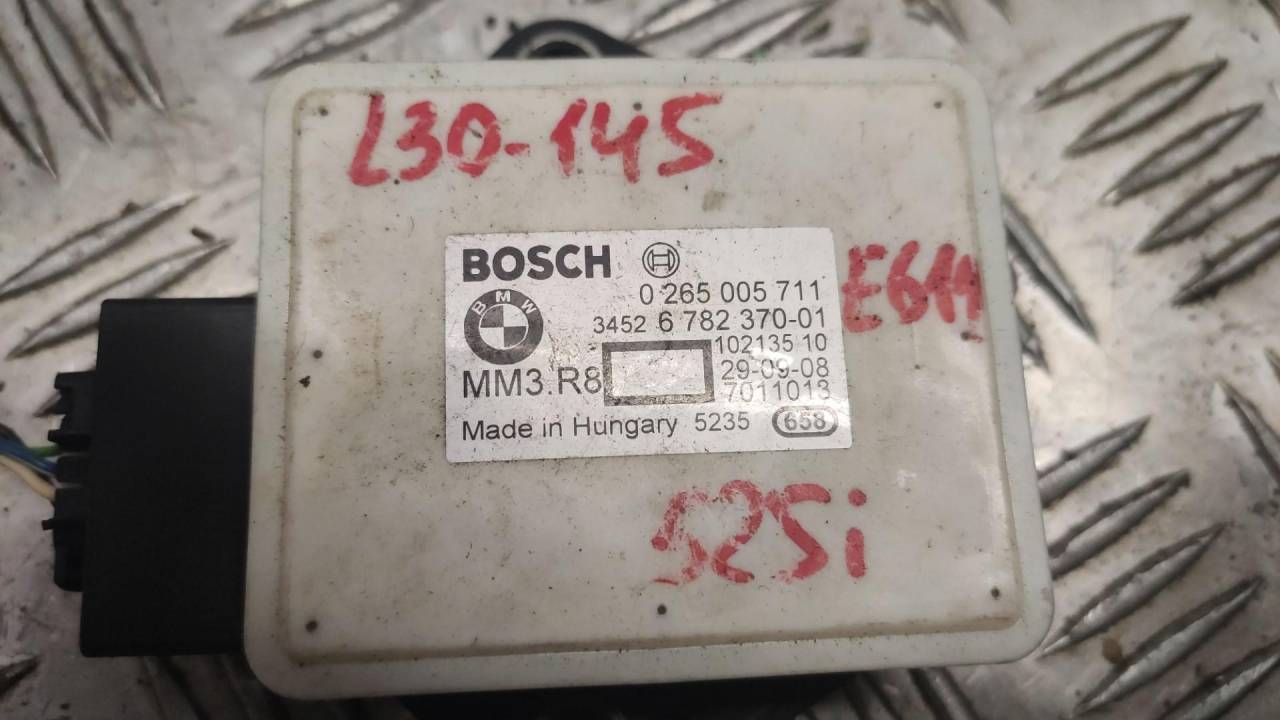 L30-145
BOSCH
BMW
0 265 005 711
3452 6 782 370-01
102135 10
MM3.R8
29-09-08
7011013
Made in Hungary 5235 658
E61
525i